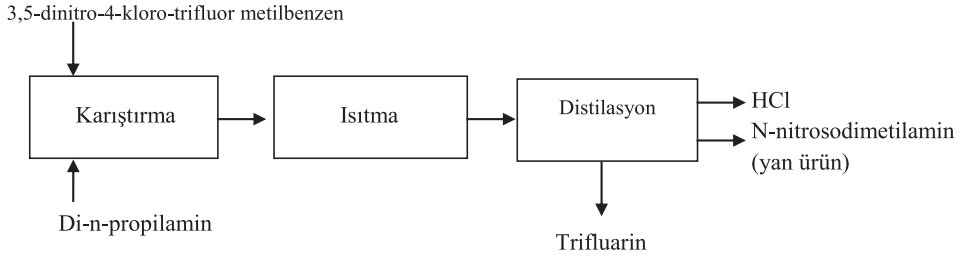 3,5-dinitro-4-kloro-trifluor metilbenzen
Karıştırma
Isıtma
Distilasyon
HCl
N-nitrosodimetilamin
(yan ürün)
Di-n-propilamin
Trifluarin